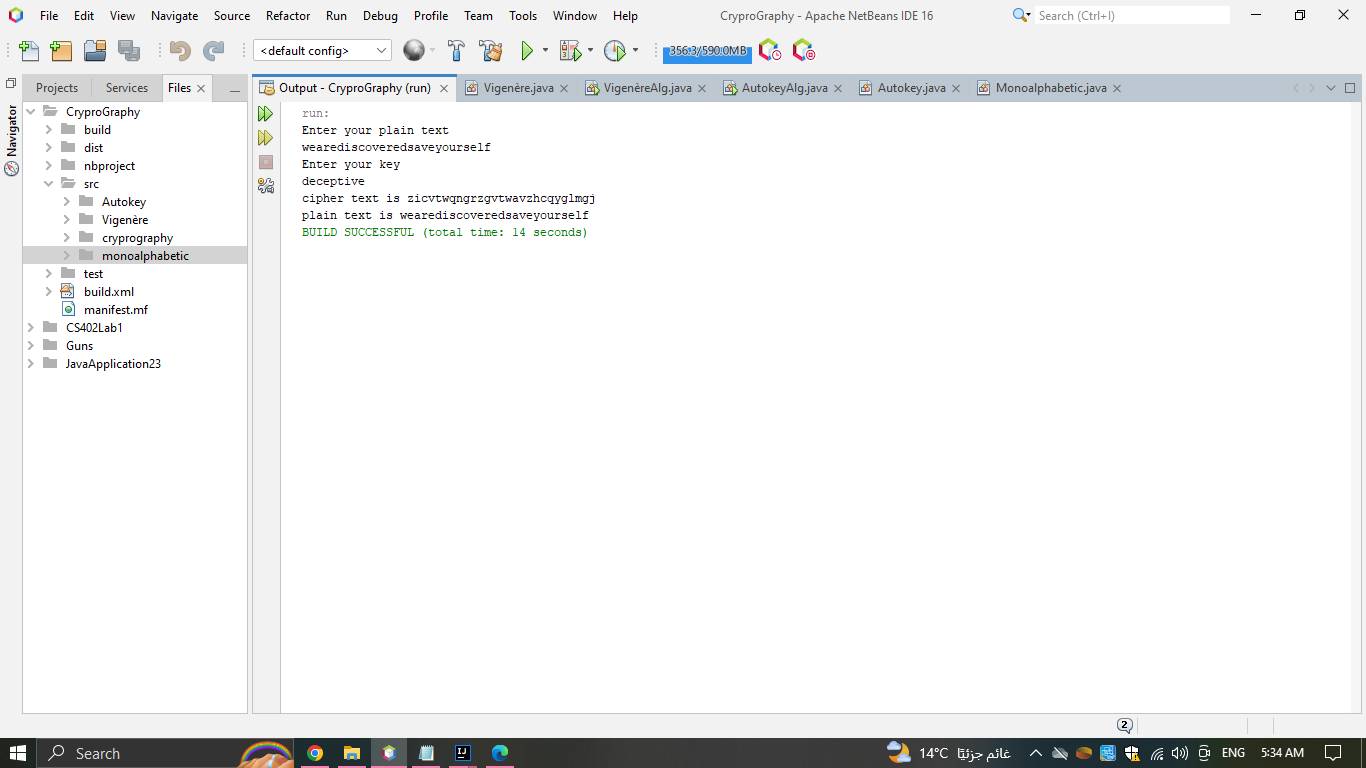 File Edit View Navigate Source Refactor Run Debug Profile Team Tools Window Help CryproGraphy - Apache NetBeans IDE 16 Search (Ctrl+I)
<default config> 356.3/590.0MB
Projects Services Files Output - CryproGraphy (run) Vigenère.java VigenèreAlg.java AutokeyAlg.java Autokey.java Monoalphabetic.java
Navigator
CryproGraphy
build
dist
nbproject
src
Autokey
Vigenère
cryprography
monoalphabetic
test
build.xml
manifest.mf
CS402Lab1
Guns
JavaApplication23
run:
Enter your plain text
wearediscoveredsaveyourself
Enter your key
deceptive
cipher text is zicvtwqngrzgvtwavzhcqyglmgj
plain text is wearediscoveredsaveyourself
BUILD SUCCESSFUL (total time: 14 seconds)
2
Search 14°C غائم جزئيًا ENG 5:34 AM